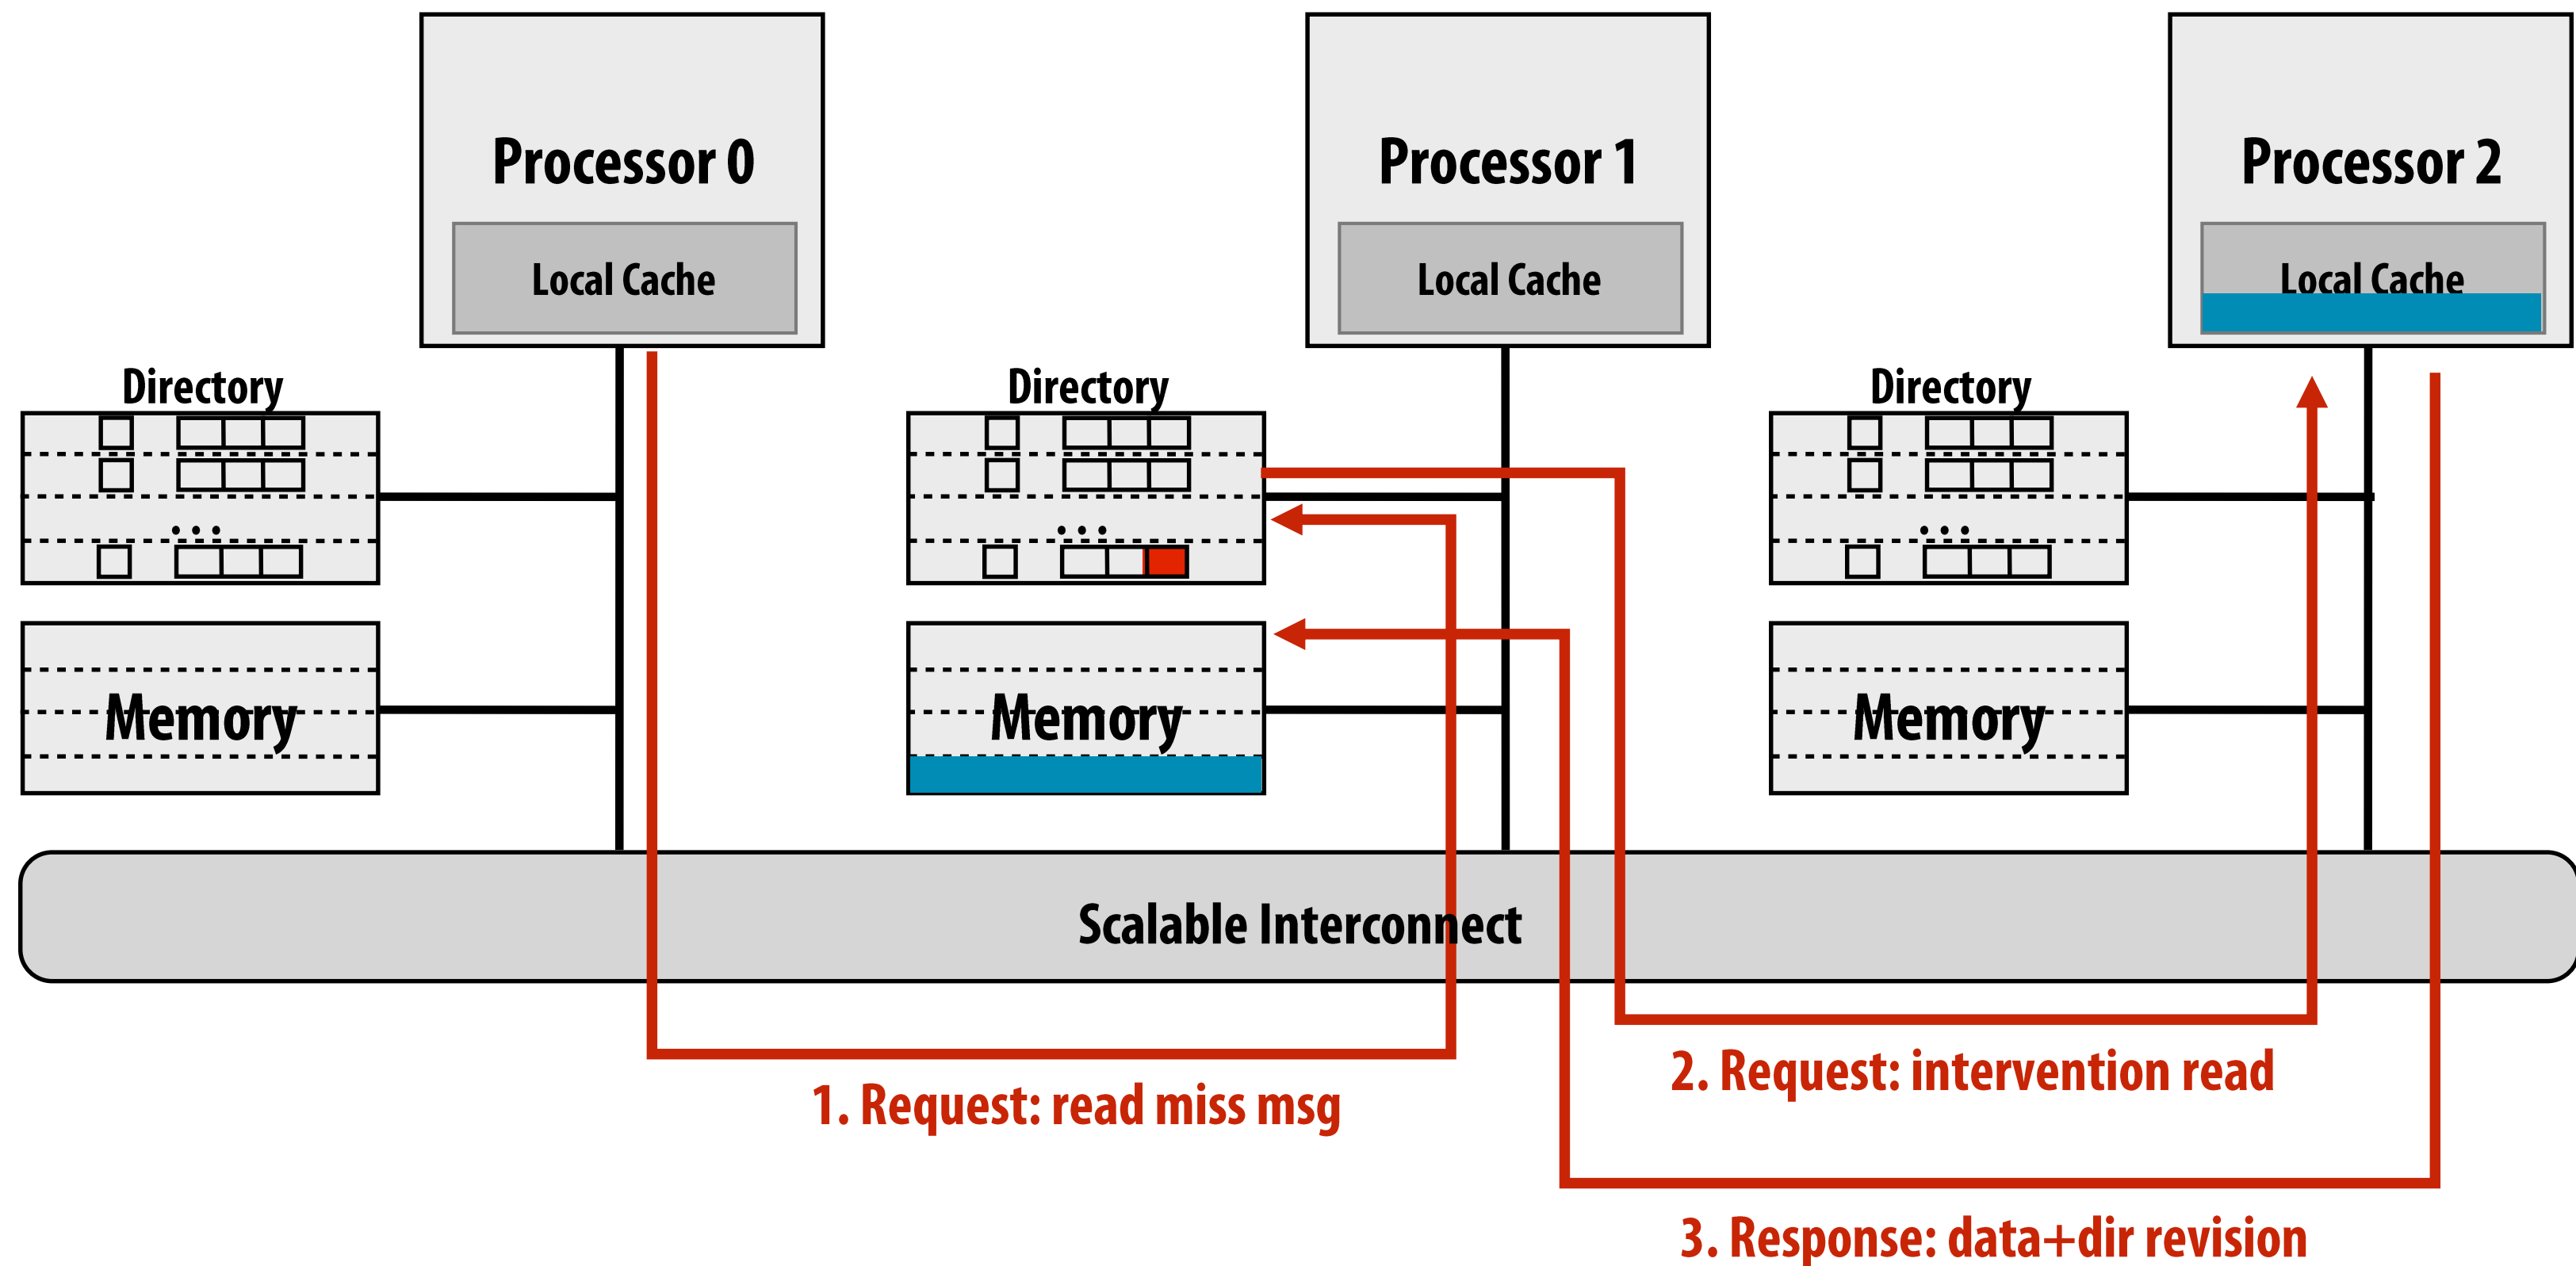 Processor 0
Processor 1
Processor 2
Local Cache
Local Cache
Local Cache
Directory
Directory
Directory
...
...
...
Memory
Memory
Memory
Scalable Interconnect
1. Request: read miss msg
2. Request: intervention read
3. Response: data+dir revision